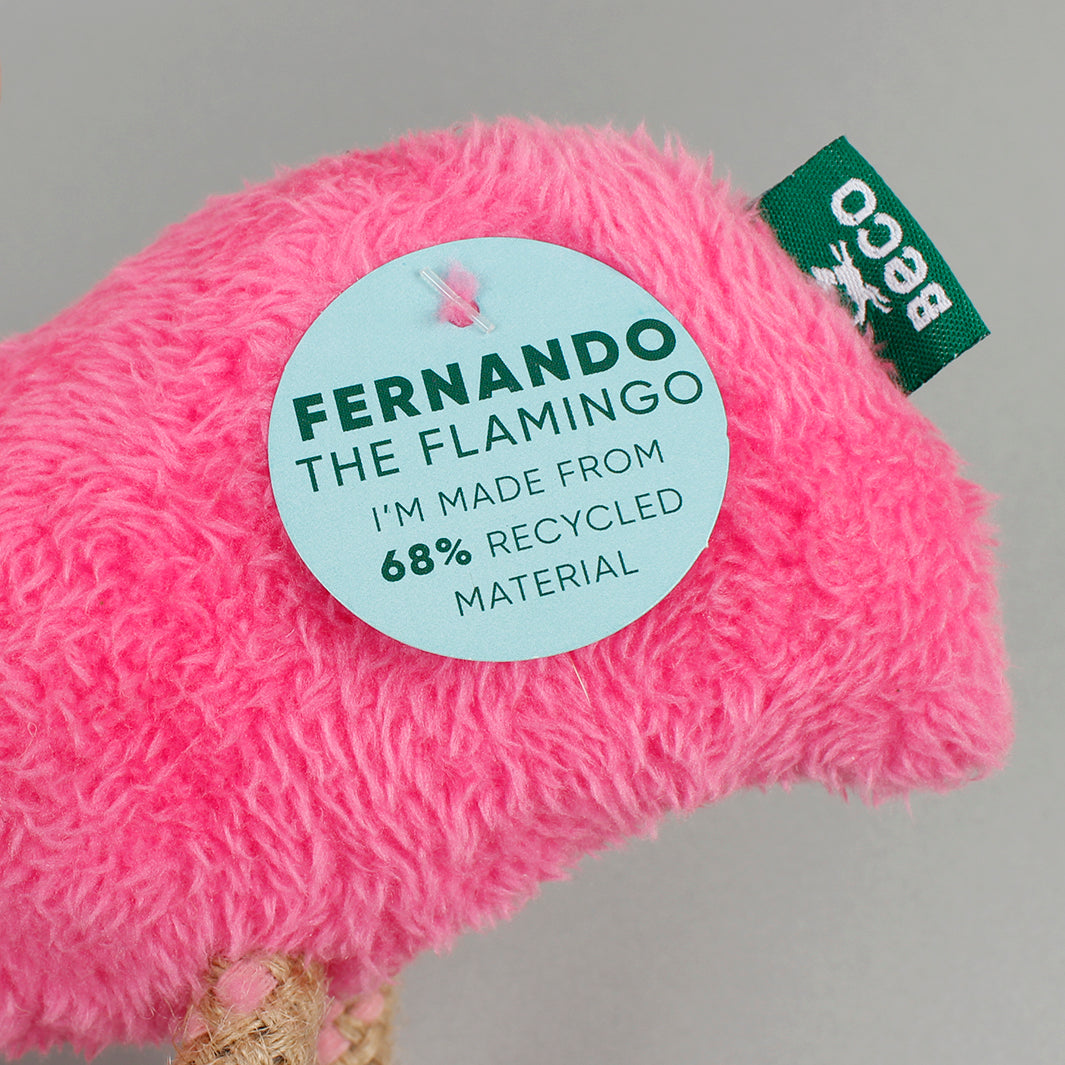 FERNANDO
THE FLAMINGO
I'M MADE FROM
68% RECYCLED
MATERIAL
BeCO